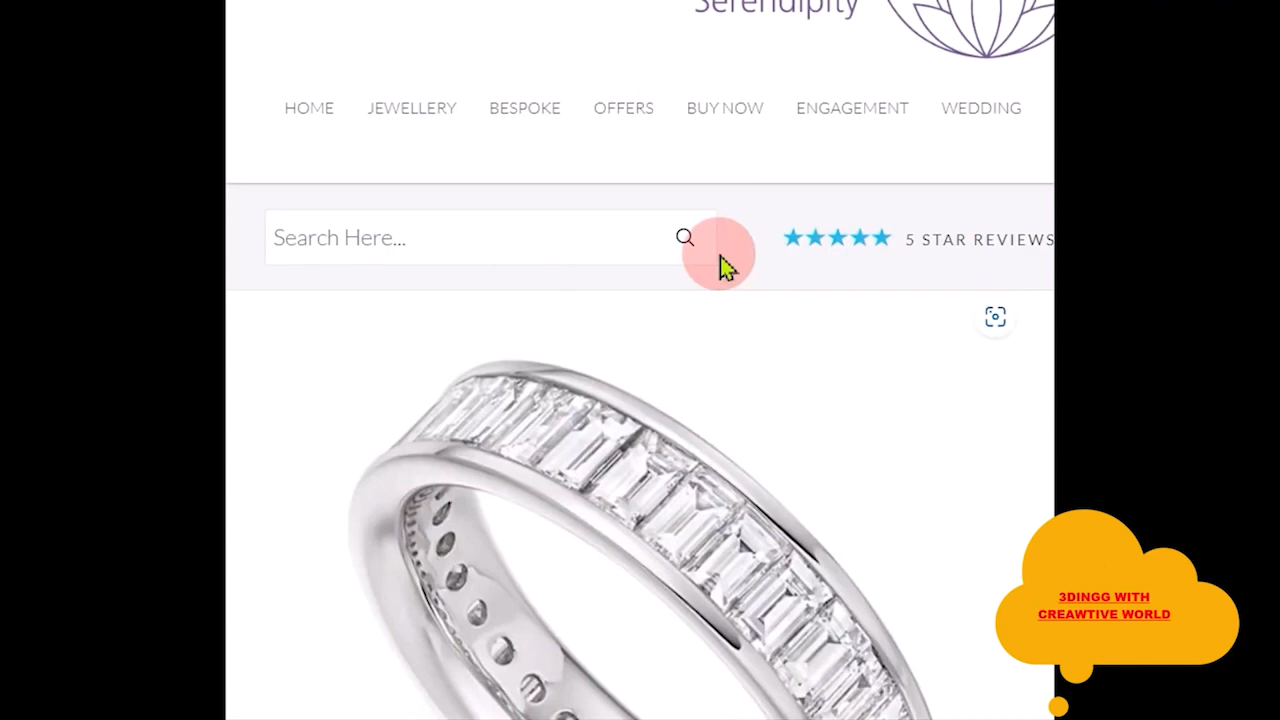 Serendipity
HOME JEWELLERY BESPOKE OFFERS BUY NOW ENGAGEMENT WEDDING
Search Here... 5 STAR REVIEWS
3DINGG WITH
CREAWTIVE WORLD